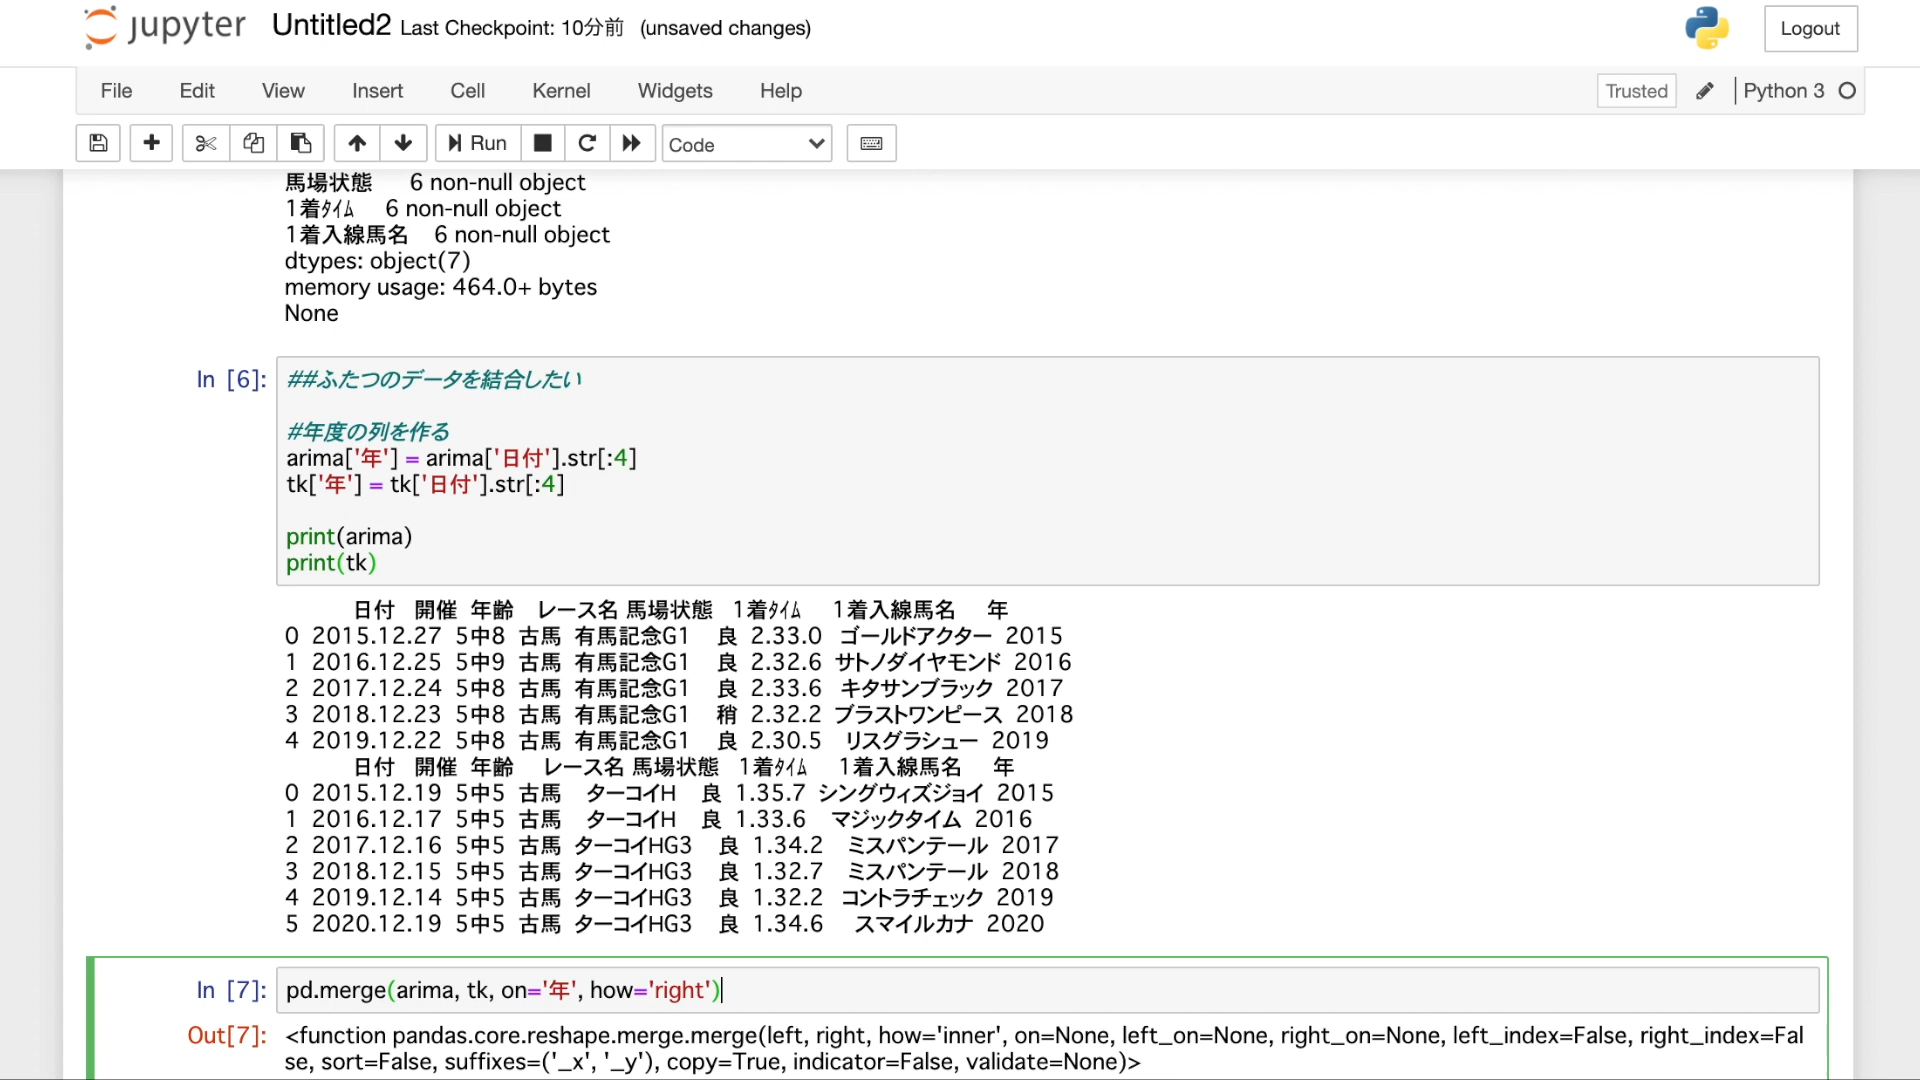 jupyter Untitled2 Last Checkpoint: 10分前 (unsaved changes) Logout
File Edit View Insert Cell Kernel Widgets Help Trusted Python 3
Run Code
馬場状態 6 non-null object
1着ﾀｲﾑ 6 non-null object
1着入線馬名 6 non-null object
dtypes: object(7)
memory usage: 464.0+ bytes
None
In [6]: ##ふたつのデータを結合したい
#年度の列を作る
arima['年'] = arima['日付'].str[:4]
tk['年'] = tk['日付'].str[:4]
print(arima)
print(tk)
日付 開催 年齢 レース名 馬場状態 1着ﾀｲﾑ 1着入線馬名 年
0 2015.12.27 5中8 古馬 有馬記念G1 良 2.33.0 ゴールドアクター 2015
1 2016.12.25 5中9 古馬 有馬記念G1 良 2.32.6 サトノダイヤモンド 2016
2 2017.12.24 5中8 古馬 有馬記念G1 良 2.33.6 キタサンブラック 2017
3 2018.12.23 5中8 古馬 有馬記念G1 稍 2.32.2 ブラストワンピース 2018
4 2019.12.22 5中8 古馬 有馬記念G1 良 2.30.5 リスグラシュー 2019
日付 開催 年齢 レース名 馬場状態 1着ﾀｲﾑ 1着入線馬名 年
0 2015.12.19 5中5 古馬 ターコイH 良 1.35.7 シングウィズジョイ 2015
1 2016.12.17 5中5 古馬 ターコイH 良 1.33.6 マジックタイム 2016
2 2017.12.16 5中5 古馬 ターコイHG3 良 1.34.2 ミスパンテール 2017
3 2018.12.15 5中5 古馬 ターコイHG3 良 1.32.7 ミスパンテール 2018
4 2019.12.14 5中5 古馬 ターコイHG3 良 1.32.2 コントラチェック 2019
5 2020.12.19 5中5 古馬 ターコイHG3 良 1.34.6 スマイルカナ 2020
In [7]: pd.merge(arima, tk, on='年', how='right')
Out[7]: <function pandas.core.reshape.merge.merge(left, right, how='inner', on=None, left_on=None, right_on=None, left_index=False, right_index=Fal
se, sort=False, suffixes=('_x', '_y'), copy=True, indicator=False, validate=None)>